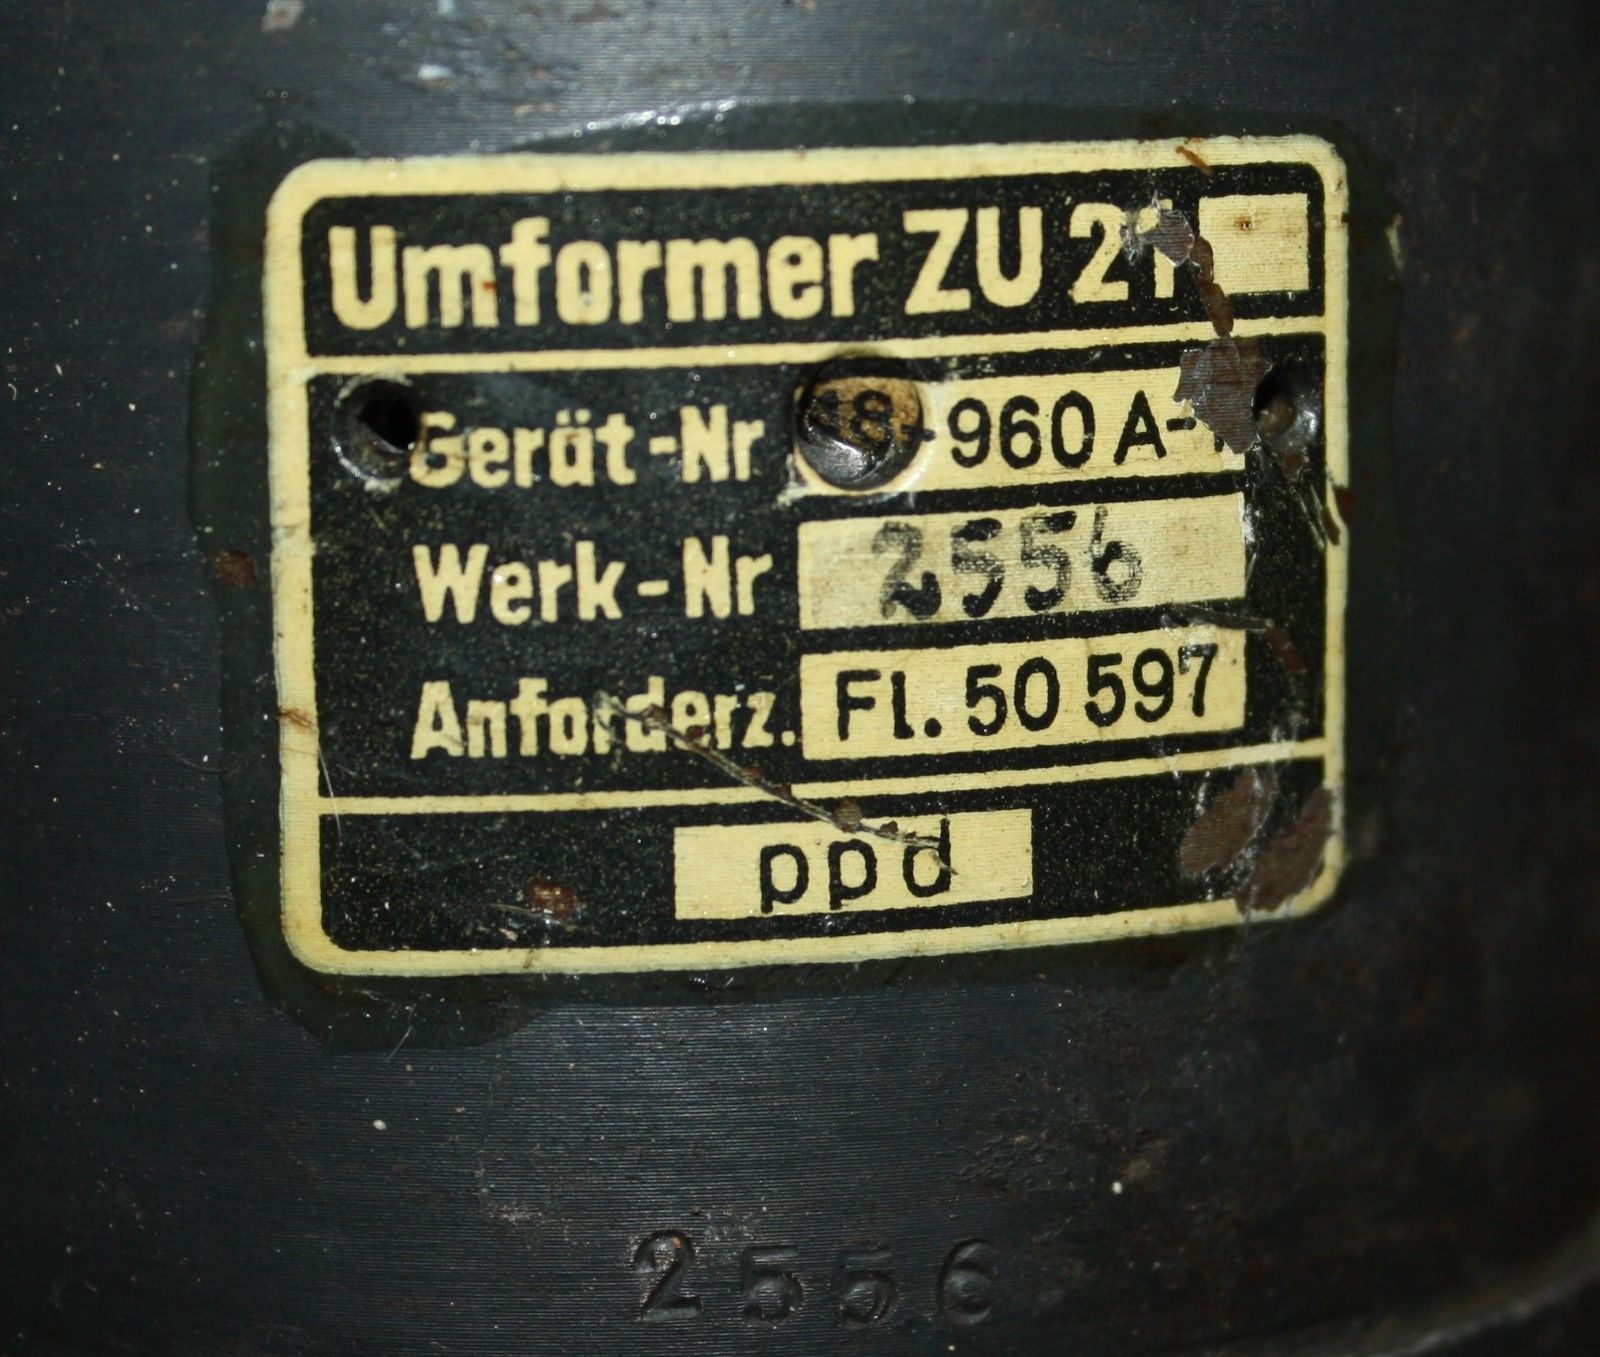 Umformer ZU 21
Gerät-Nr 960 A-
Werk-Nr 2556
Anforderz. Fl. 50 597
ppd
2556